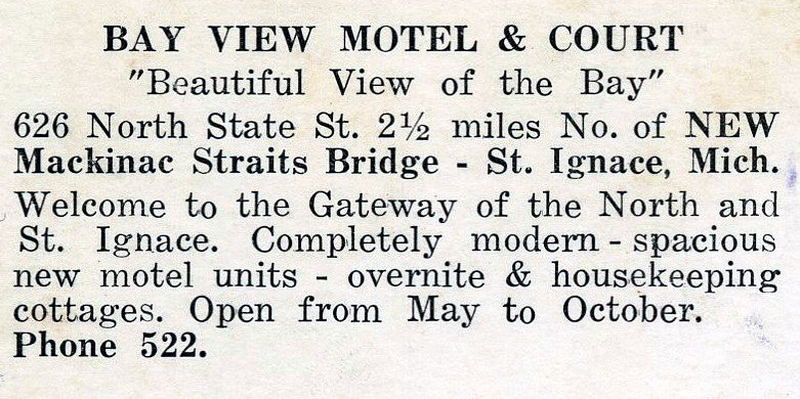 BAY VIEW MOTEL & COURT
"Beautiful View of the Bay"
626 North State St. 2½ miles No. of NEW
Mackinac Straits Bridge - St. Ignace, Mich.
Welcome to the Gateway of the North and
St. Ignace. Completely modern - spacious
new motel units - overnite & housekeeping
cottages. Open from May to October.
Phone 522.